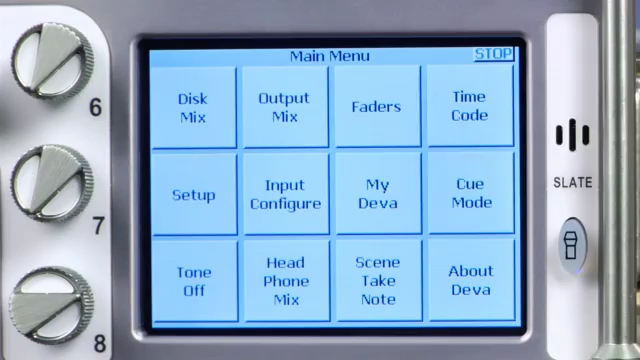 Main Menu STOP
Disk
Mix
Output
Mix
Faders
Time
Code
Setup
Input
Configure
My
Deva
Cue
Mode
Tone
Off
Head
Phone
Mix
Scene
Take
Note
About
Deva
6
7
8
SLATE